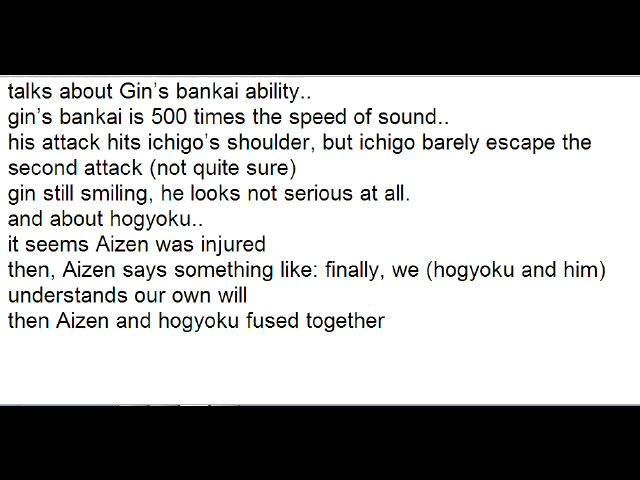 talks about Gin's bankai ability..
gin's bankai is 500 times the speed of sound..
his attack hits ichigo's shoulder, but ichigo barely escape the
second attack (not quite sure)
gin still smiling, he looks not serious at all.
and about hogyoku..
it seems Aizen was injured
then, Aizen says something like: finally, we (hogyoku and him)
understands our own will
then Aizen and hogyoku fused together